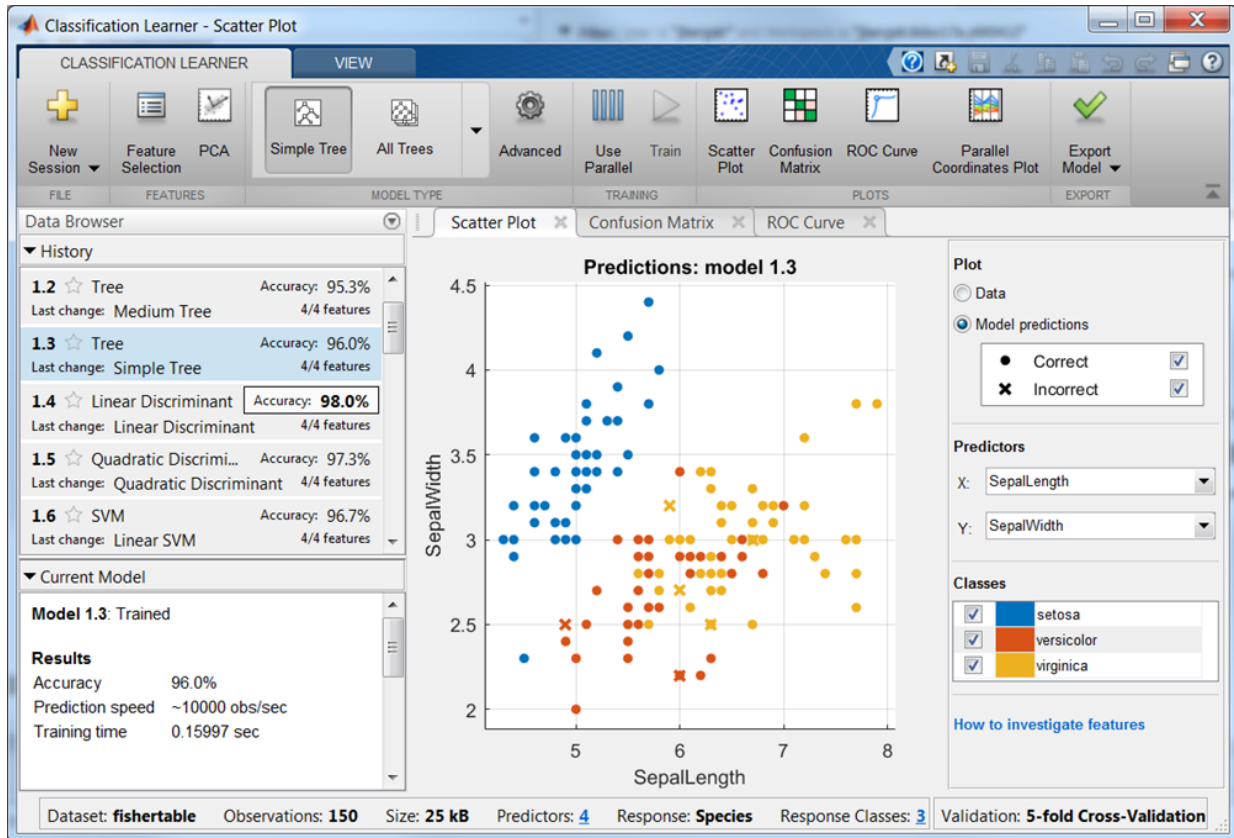 Classification Learner - Scatter Plot
CLASSIFICATION LEARNER VIEW
New Session
Feature Selection
PCA
Simple Tree
All Trees
Advanced
Use Parallel
Train
Scatter Plot
Confusion Matrix
ROC Curve
Parallel Coordinates Plot
Export Model
FILE FEATURES MODEL TYPE TRAINING PLOTS EXPORT
Data Browser
History
1.2 Tree Accuracy: 95.3%
Last change: Medium Tree 4/4 features
1.3 Tree Accuracy: 96.0%
Last change: Simple Tree 4/4 features
1.4 Linear Discriminant Accuracy: 98.0%
Last change: Linear Discriminant 4/4 features
1.5 Quadratic Discrimi... Accuracy: 97.3%
Last change: Quadratic Discriminant 4/4 features
1.6 SVM Accuracy: 96.7%
Last change: Linear SVM 4/4 features
Current Model
Model 1.3: Trained
Results
Accuracy 96.0%
Prediction speed ~10000 obs/sec
Training time 0.15997 sec
Scatter Plot Confusion Matrix ROC Curve
Predictions: model 1.3
4.5
4
3.5
3
2.5
2
SepalWidth
5 6 7 8
SepalLength
Plot
Data
Model predictions
Correct
Incorrect
Predictors
X: SepalLength
Y: SepalWidth
Classes
setosa
versicolor
virginica
How to investigate features
Dataset: fishertable Observations: 150 Size: 25 kB Predictors: 4 Response: Species Response Classes: 3 Validation: 5-fold Cross-Validation